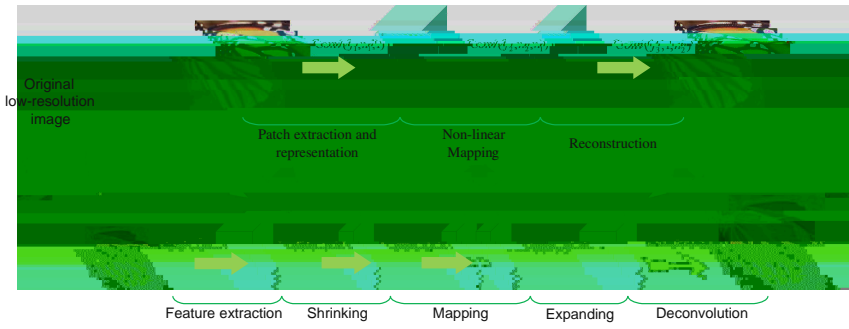 Original
low-resolution
image
Patch extraction and
representation
Non-linear
Mapping
Reconstruction
Feature extraction
Shrinking
Mapping
Expanding
Deconvolution